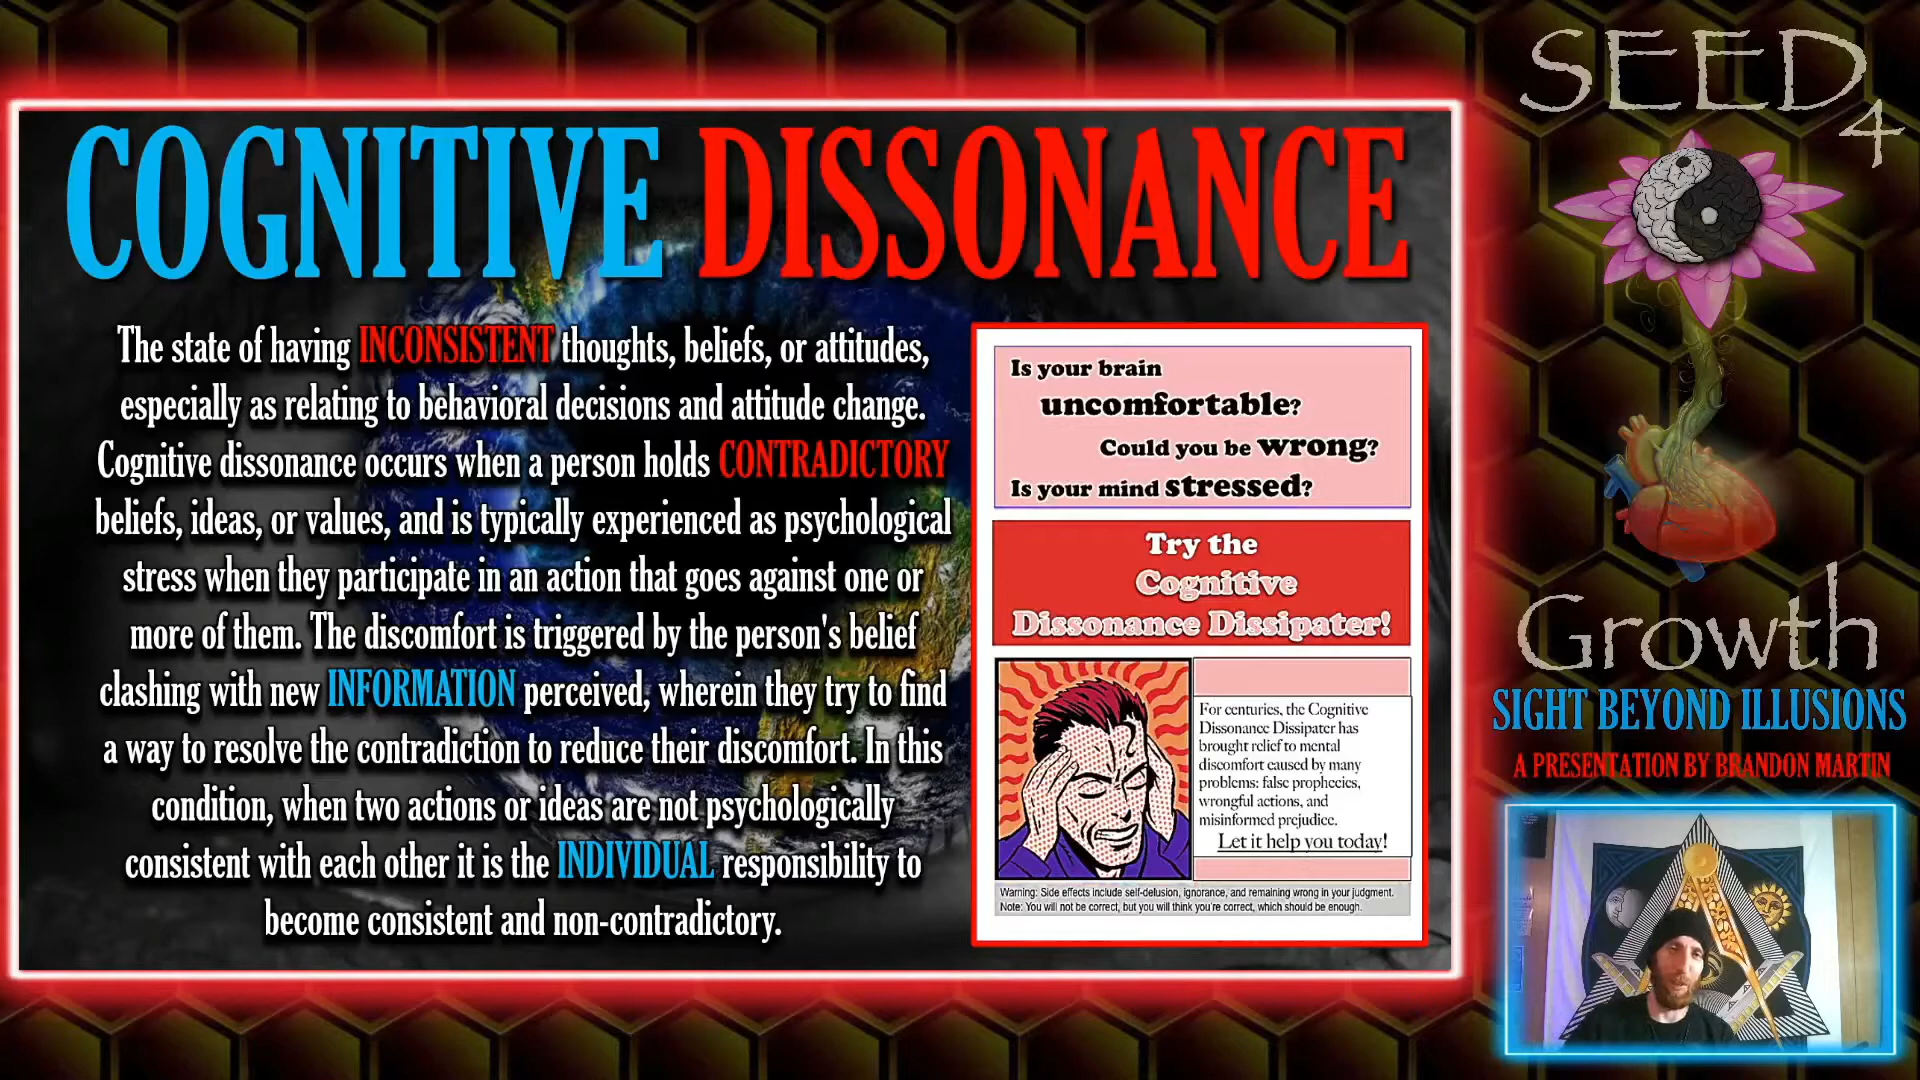 COGNITIVE DISSONANCE
The state of having INCONSISTENT thoughts, beliefs, or attitudes,
especially as relating to behavioral decisions and attitude change.
Cognitive dissonance occurs when a person holds CONTRADICTORY
beliefs, ideas, or values, and is typically experienced as psychological
stress when they participate in an action that goes against one or
more of them. The discomfort is triggered by the person's belief
clashing with new INFORMATION perceived, wherein they try to find
a way to resolve the contradiction to reduce their discomfort. In this
condition, when two actions or ideas are not psychologically
consistent with each other it is the INDIVIDUAL responsibility to
become consistent and non-contradictory.
Is your brain
uncomfortable?
Could you be wrong?
Is your mind stressed?
Try the
Cognitive
Dissonance Dissipater!
For centuries, the Cognitive
Dissonance Dissipater has
brought relief to mental
discomfort caused by many
problems: false prophecies,
wrongful actions, and
misinformed prejudice.
Let it help you today!
Warning: Side effects include self-delusion, ignorance, and remaining wrong in your judgment.
Note: You will not be correct, but you will think you're correct, which should be enough.
SEED
4
Growth
SIGHT BEYOND ILLUSIONS
A PRESENTATION BY BRANDON MARTIN